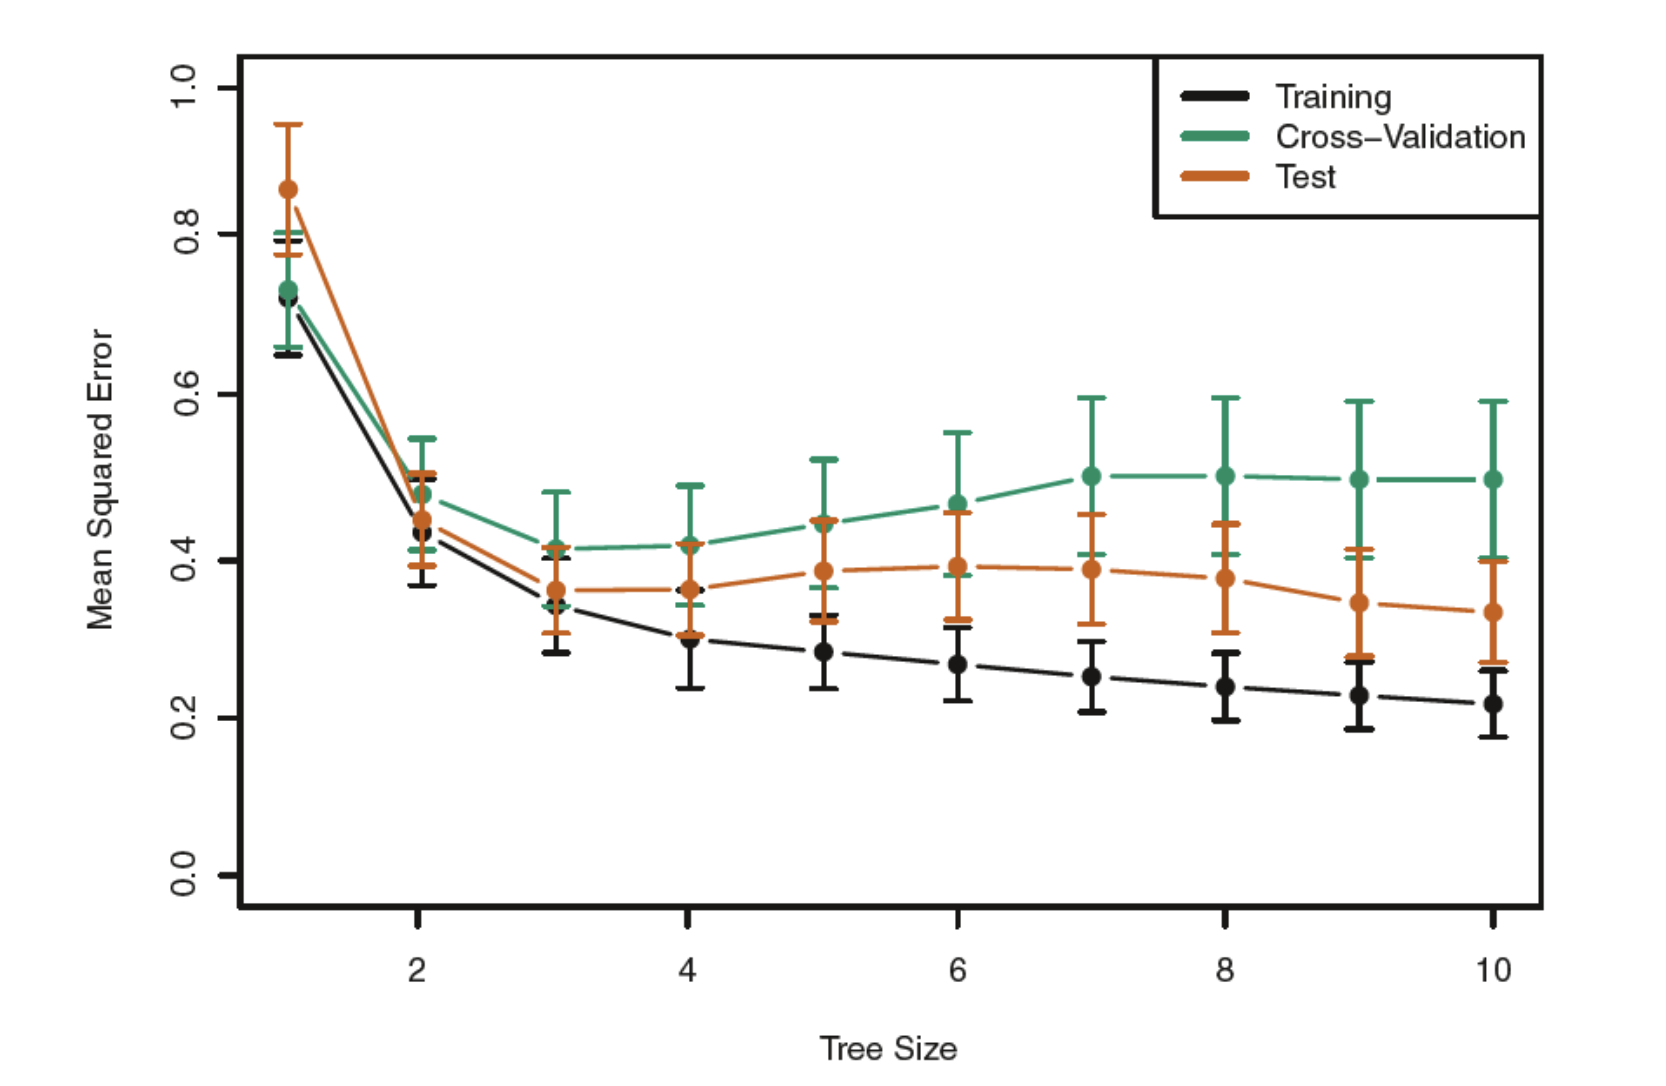 1.0
0.8
0.6
0.4
0.2
0.0
Mean Squared Error
Training
Cross−Validation
Test
2 4 6 8 10
Tree Size